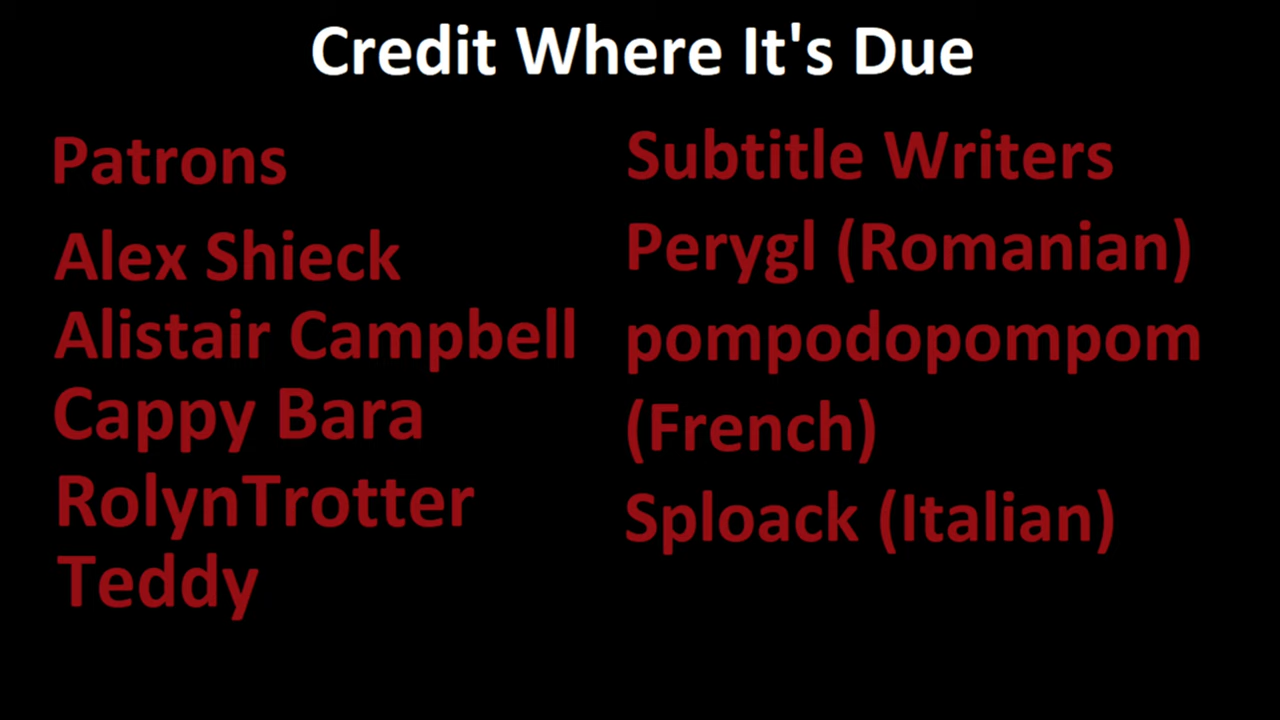 Credit Where It's Due
Patrons
Alex Shieck
Alistair Campbell
Cappy Bara
RolynTrotter
Teddy
Subtitle Writers
Perygl (Romanian)
pompodopompom
(French)
Sploack (Italian)